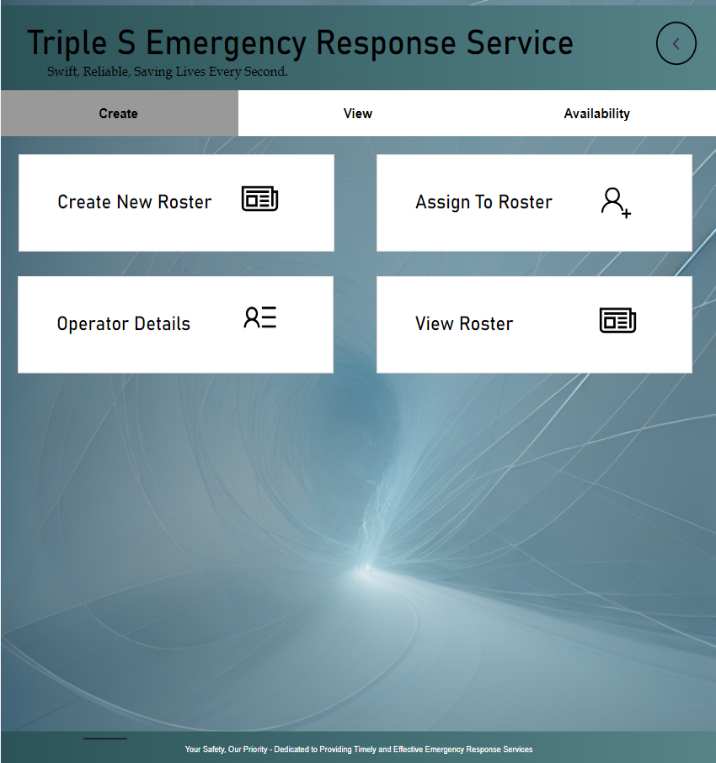 Triple S Emergency Response Service
Swift, Reliable, Saving Lives Every Second.
Create View Availability
Create New Roster Assign To Roster
Operator Details View Roster
Your Safety, Our Priority - Dedicated to Providing Timely and Effective Emergency Response Services